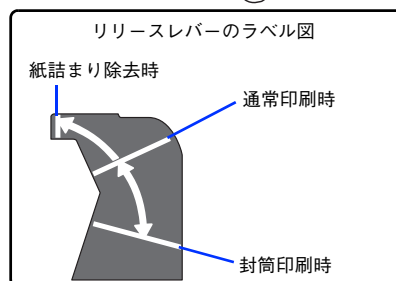 リリースレバーのラベル図
紙詰まり除去時
通常印刷時
封筒印刷時